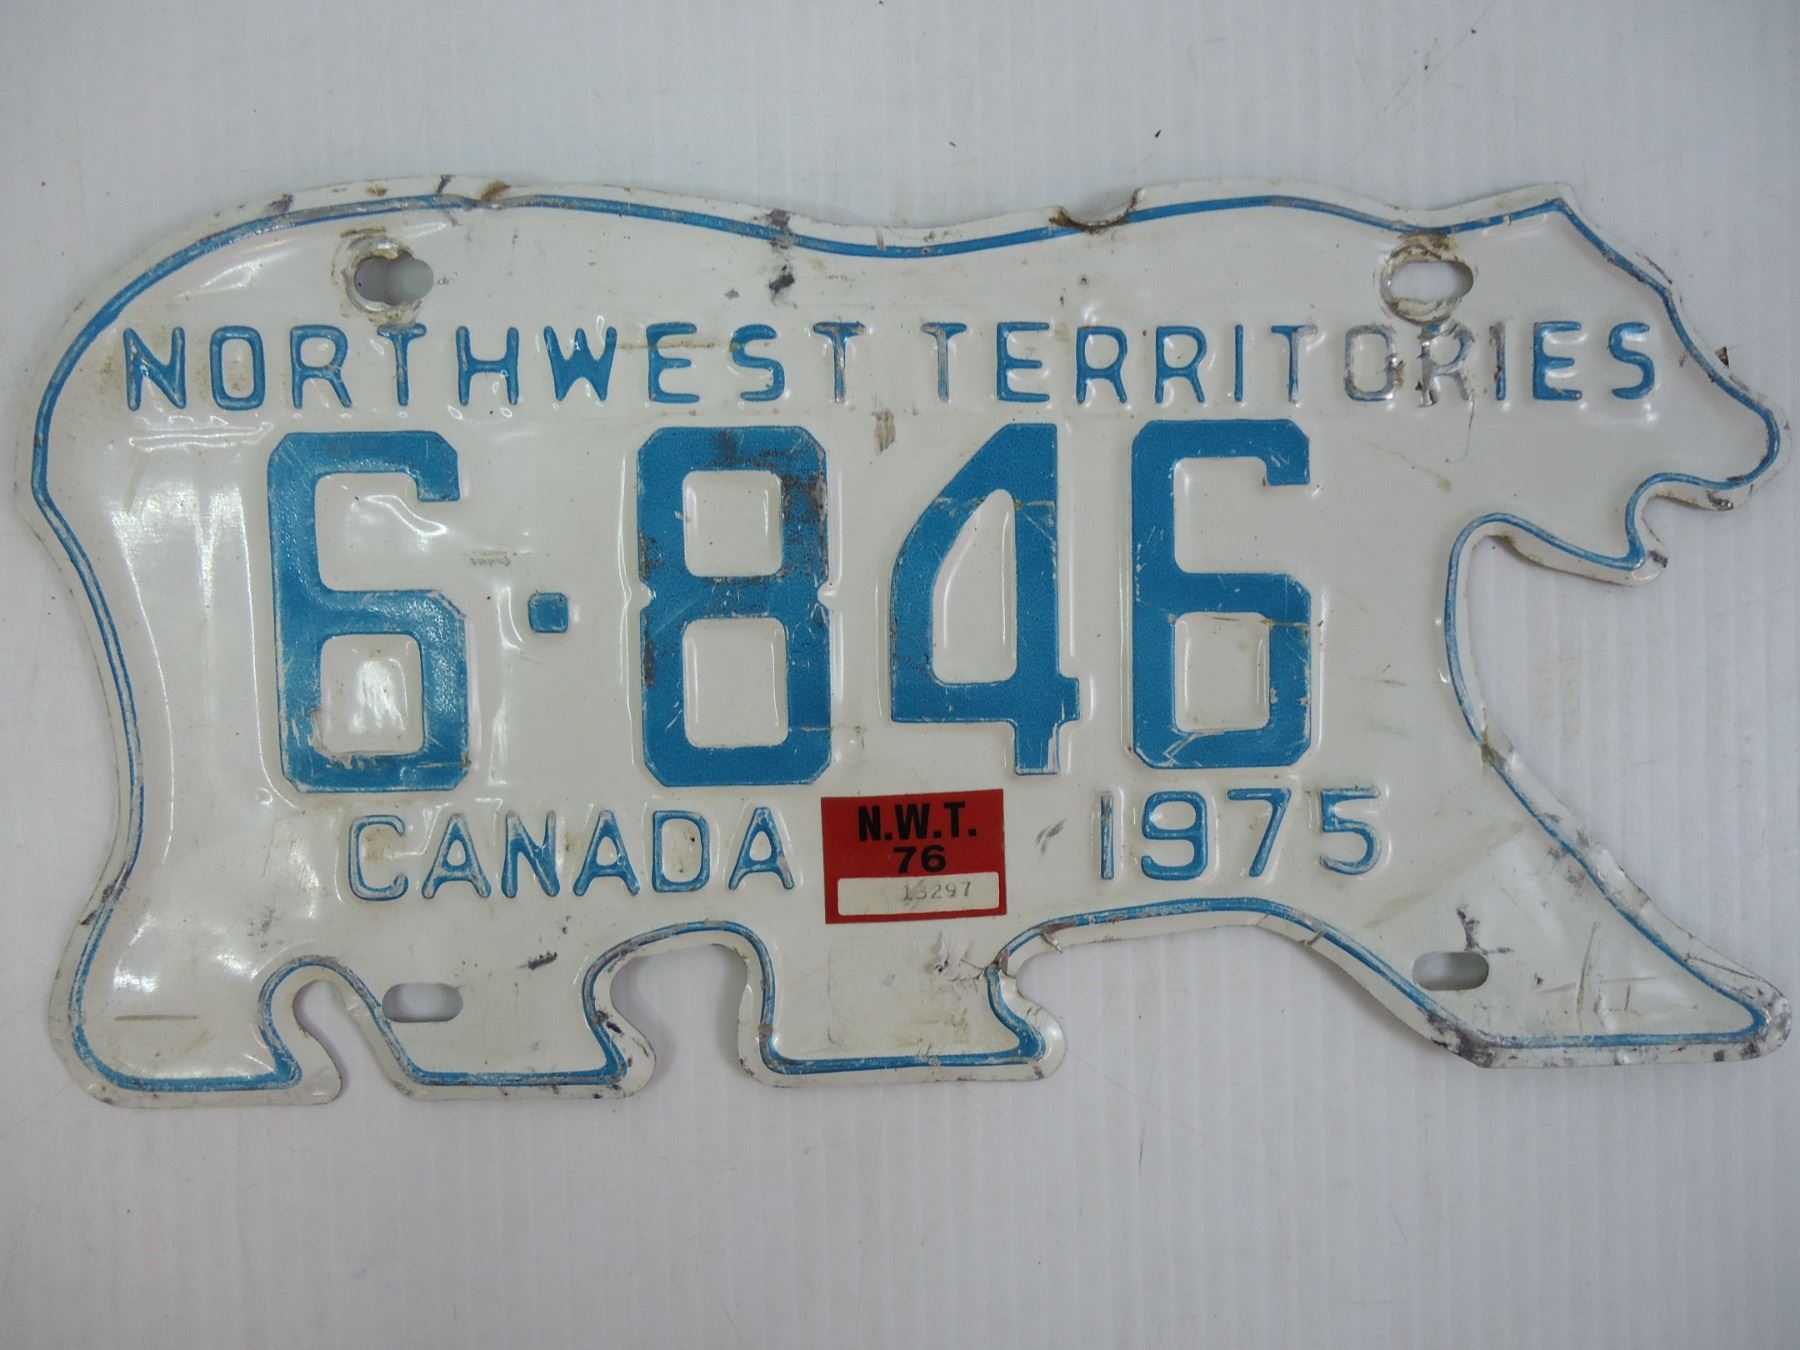 NORTHWEST TERRITORIES
6·846
CANADA 1975
N.W.T.
76
13297